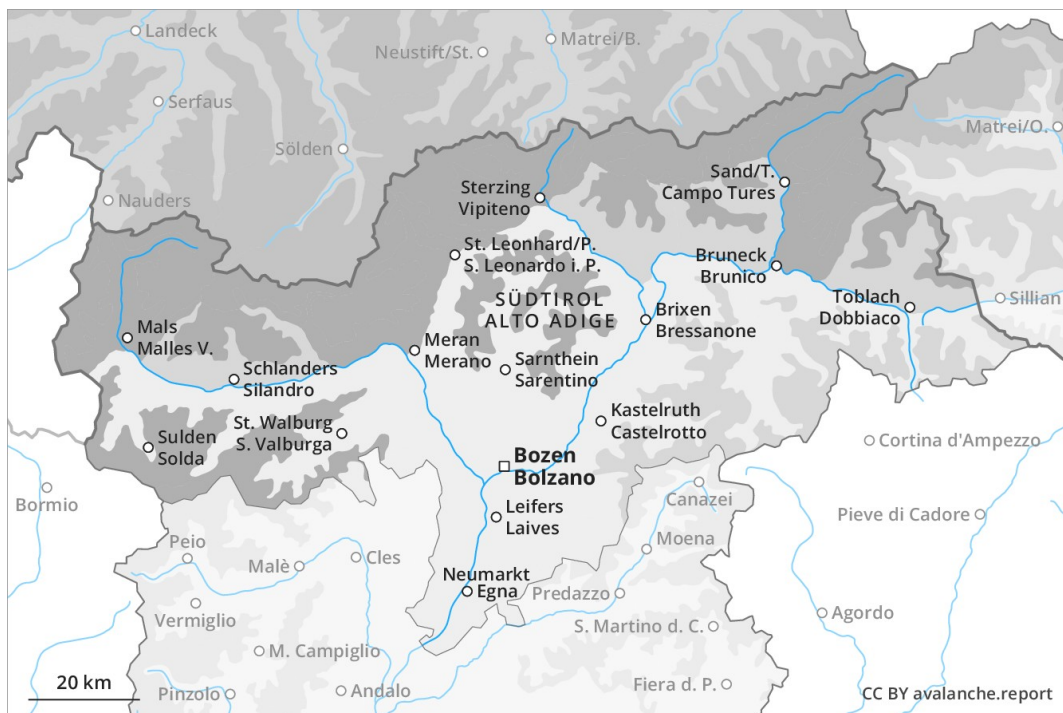 Landeck
Neustift/St.
Matrei/B.
Serfaus
Matrei/O.
Sölden
Sand/T.
Campo Tures
Sterzing
Vipiteno
Nauders
St. Leonhard/P.
S. Leonardo i. P.
Bruneck
Brunico
SÜDTIROL
ALTO ADIGE
Toblach
Dobbiaco
Sillian
Brixen
Bressanone
Mals
Malles V.
Meran
Merano
Sarnthein
Sarentino
Schlanders
Silandro
St. Walburg
S. Valburga
Kastelruth
Castelrotto
Sulden
Solda
Cortina d'Ampezzo
Bozen
Bolzano
Bormio
Canazei
Leifers
Laives
Pieve di Cadore
Moena
Peio
Malè
Cles
Neumarkt
Egna
Predazzo
Vermiglio
Agordo
S. Martino d. C.
M. Campiglio
20 km
Pinzolo
Andalo
Fiera d. P.
CC BY avalanche.report